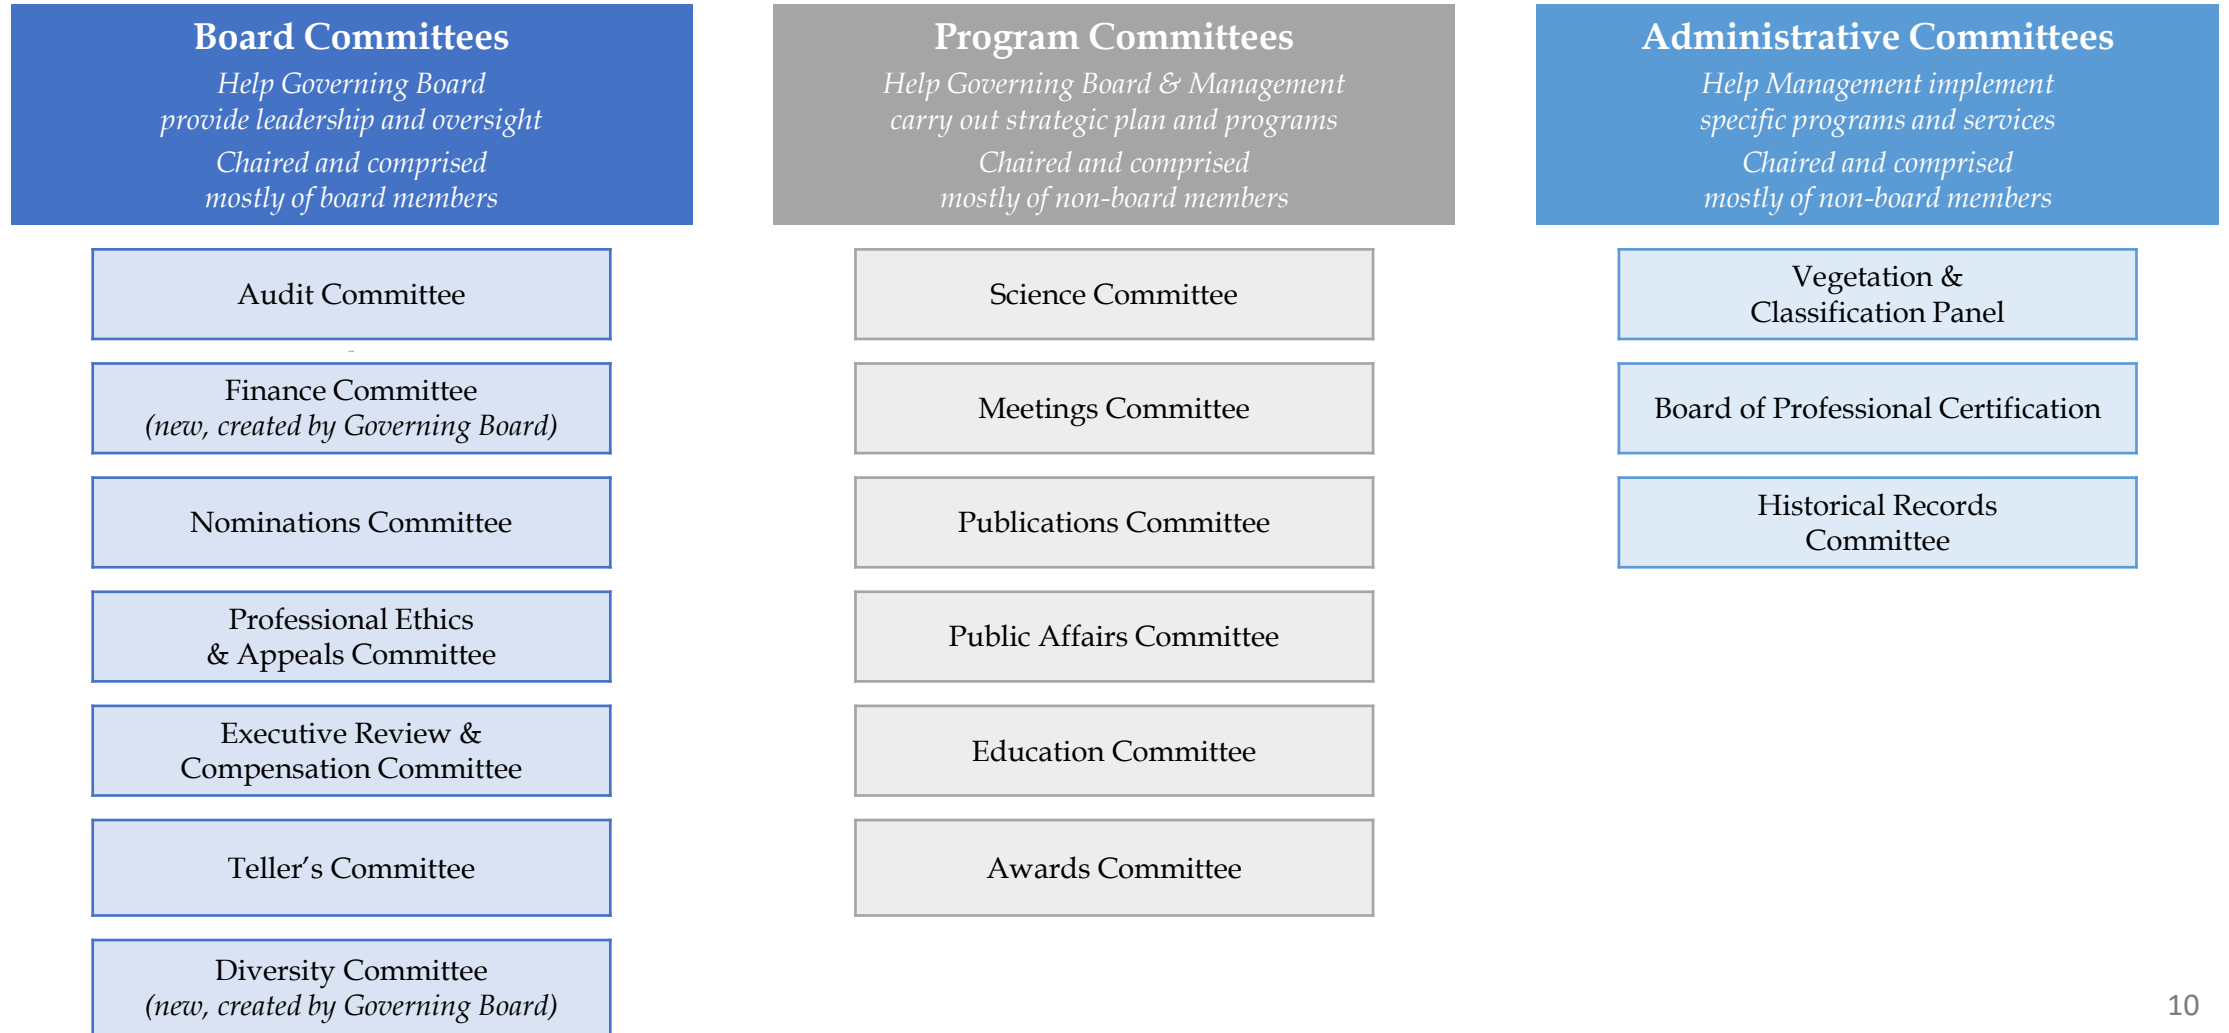 Board Committees
Help Governing Board
provide leadership and oversight
Chaired and comprised
mostly of board members
Audit Committee
Finance Committee
(new, created by Governing Board)
Nominations Committee
Professional Ethics
& Appeals Committee
Executive Review &
Compensation Committee
Teller’s Committee
Diversity Committee
(new, created by Governing Board)
Program Committees
Help Governing Board & Management
carry out strategic plan and programs
Chaired and comprised
mostly of non-board members
Science Committee
Meetings Committee
Publications Committee
Public Affairs Committee
Education Committee
Awards Committee
Administrative Committees
Help Management implement
specific programs and services
Chaired and comprised
mostly of non-board members
Vegetation &
Classification Panel
Board of Professional Certification
Historical Records
Committee
10